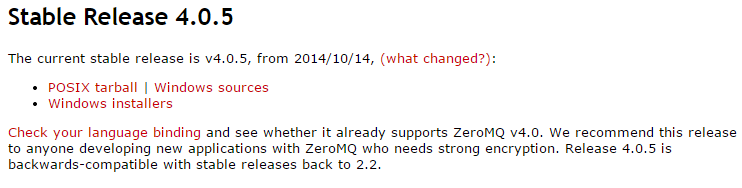 Stable Release 4.0.5
The current stable release is v4.0.5, from 2014/10/14, (what changed?):
• POSIX tarball | Windows sources
• Windows installers
Check your language binding and see whether it already supports ZeroMQ v4.0. We recommend this release
to anyone developing new applications with ZeroMQ who needs strong encryption. Release 4.0.5 is
backwards-compatible with stable releases back to 2.2.